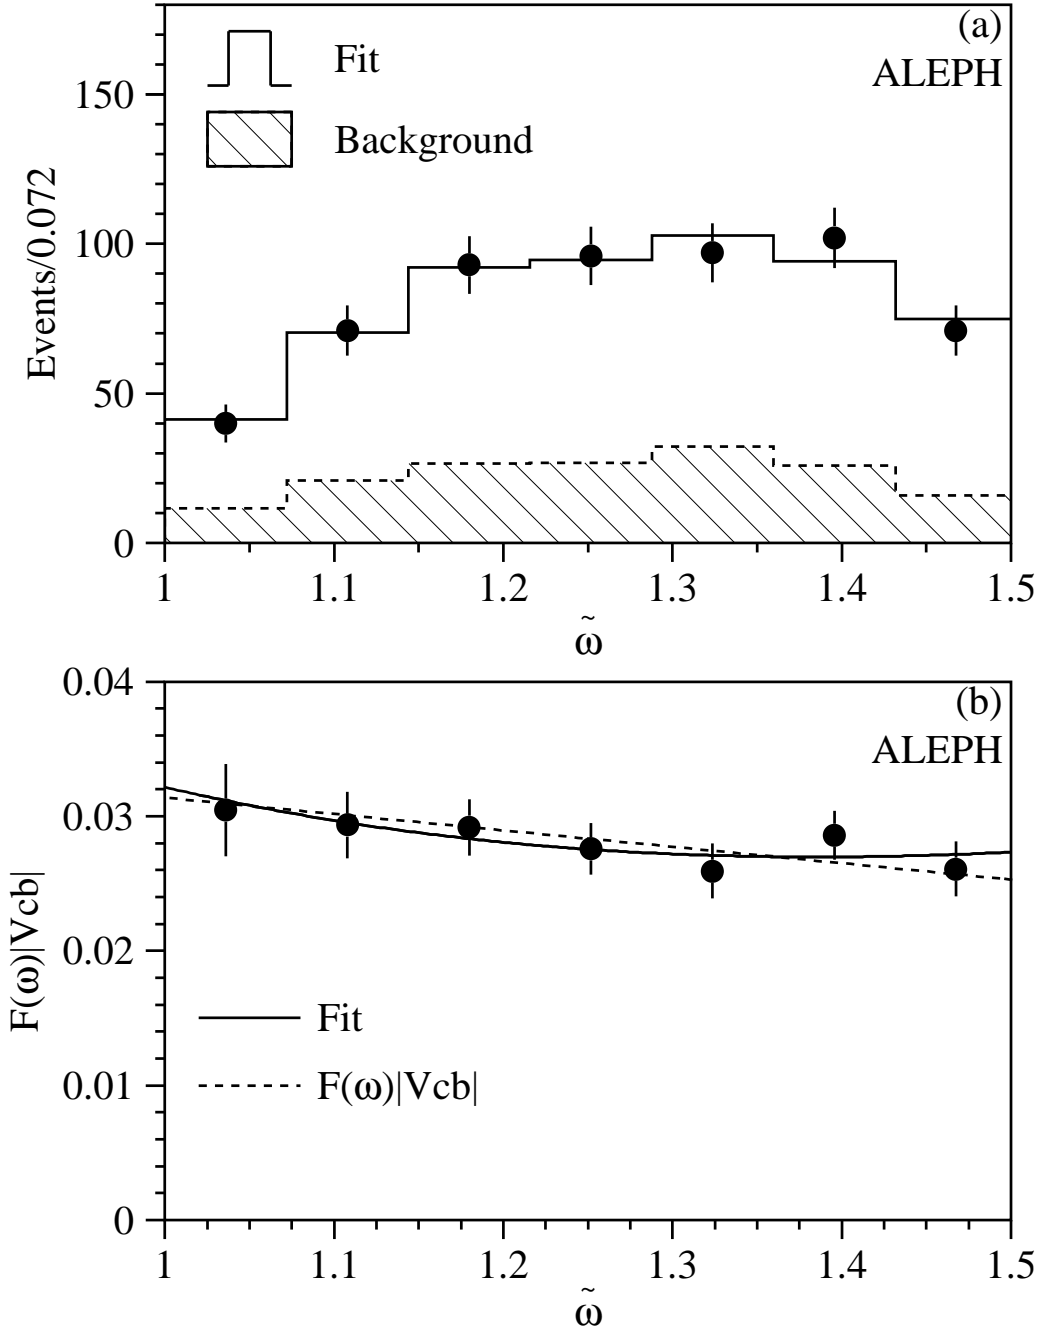 (a)
ALEPH
Fit
Background
Events/0.072
150
100
50
0
1 1.1 1.2 1.3 1.4 1.5
ω̃
(b)
ALEPH
F(ω)|Vcb|
0.04
0.03
0.02
0.01
0
Fit
F(ω)|Vcb|
1 1.1 1.2 1.3 1.4 1.5
ω̃